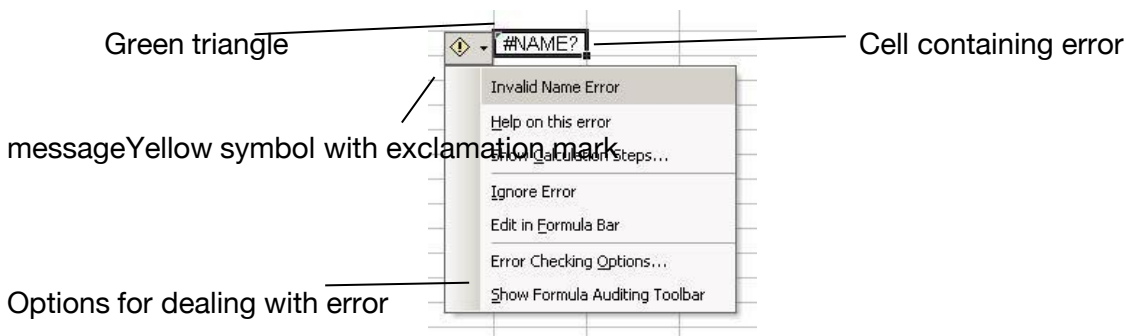 Green triangle
#NAME?
Cell containing error
Invalid Name Error
Help on this error
messageYellow symbol with exclamation mark
Show Calculation Steps...
Ignore Error
Edit in Formula Bar
Error Checking Options...
Options for dealing with error
Show Formula Auditing Toolbar